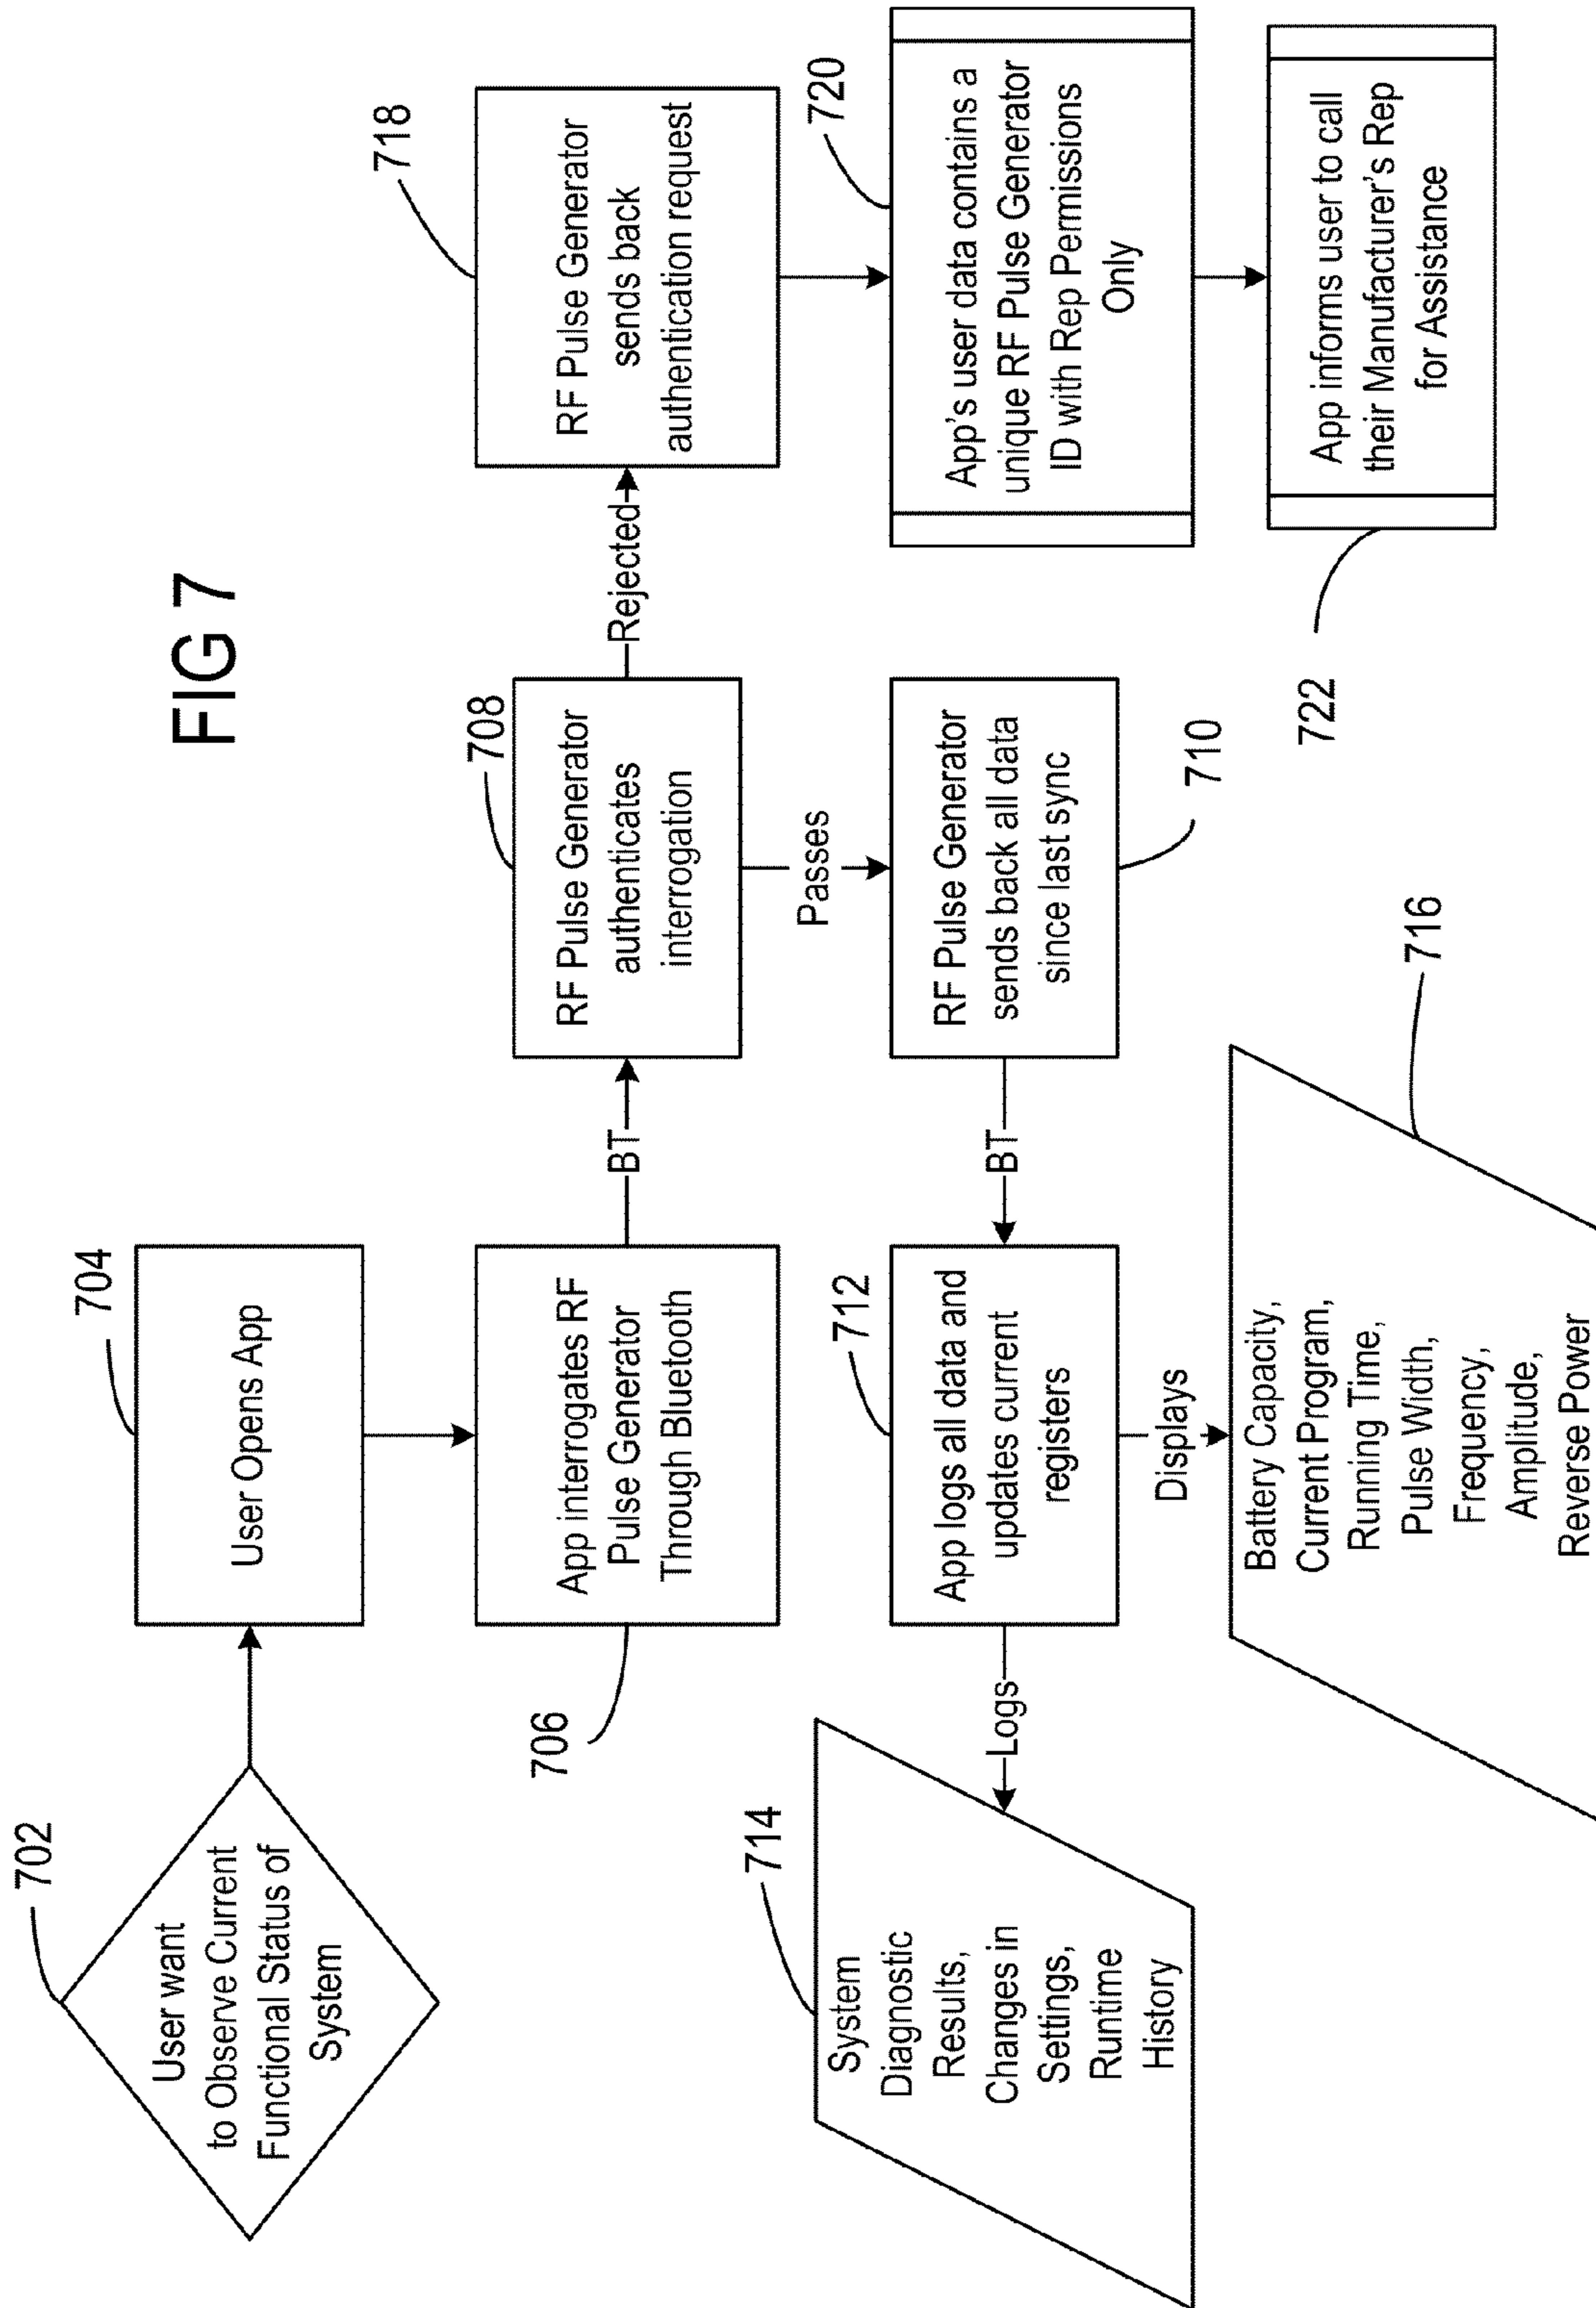 FIG 7
702
User want
to Observe Current
Functional Status of
System
704
User Opens App
706
App interrogates RF
Pulse Generator
Through Bluetooth
BT
708
RF Pulse Generator
authenticates
interrogation
Rejected
718
RF Pulse Generator
sends back
authentication request
Passes
710
RF Pulse Generator
sends back all data
since last sync
BT
712
App logs all data and
updates current
registers
Logs
714
System
Diagnostic
Results,
Changes in
Settings,
Runtime
History
Displays
716
Battery Capacity,
Current Program,
Running Time,
Pulse Width,
Frequency,
Amplitude,
Reverse Power
720
App's user data contains a
unique RF Pulse Generator
ID with Rep Permissions
Only
722
App informs user to call
their Manufacturer's Rep
for Assistance